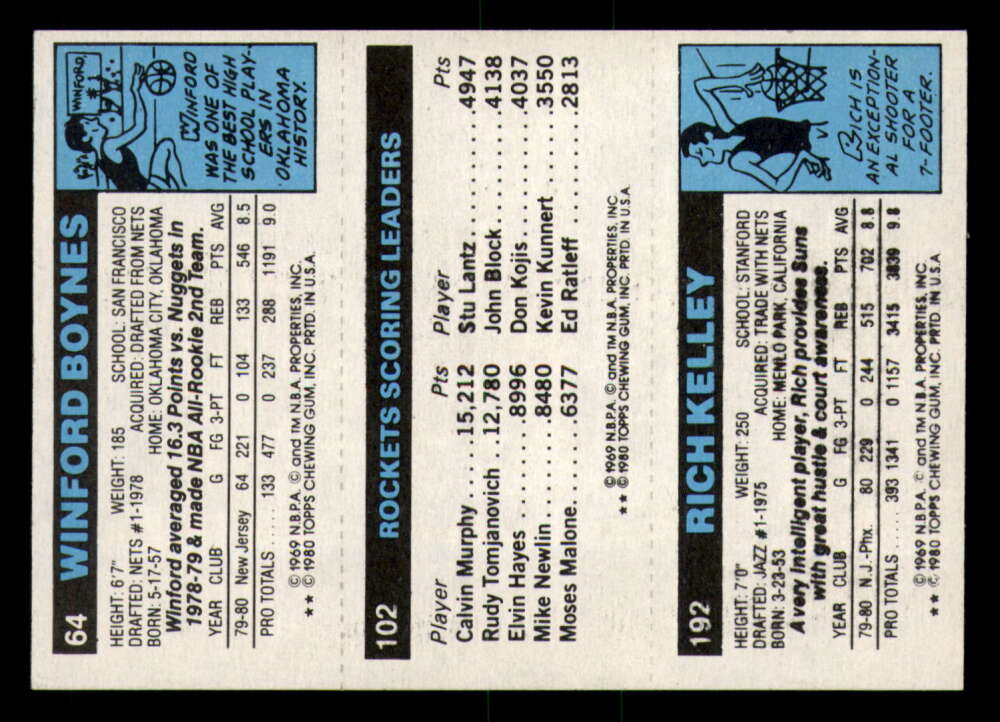 64 WINFORD BOYNES
HEIGHT: 6'7" WEIGHT: 185 SCHOOL: SAN FRANCISCO
DRAFTED: NETS #1-1978 ACQUIRED: DRAFTED FROM NETS
BORN: 5-17-57 HOME: OKLAHOMA CITY, OKLAHOMA
Winford averaged 16.3 Points vs. Nuggets in
1978-79 & made NBA All-Rookie 2nd Team.
YEAR CLUB G FG 3-PT FT REB PTS AVG
79-80 New Jersey 64 221 0 104 133 546 8.5
PRO TOTALS ..... 133 477 0 237 288 1191 9.0
© 1969 N.B.P.A. © and TM N.B.A. PROPERTIES, INC.
★★ © 1980 TOPPS CHEWING GUM, INC. PRTD. IN U.S.A.
WINFORD
#1
WINFORD
WAS ONE OF
THE BEST HIGH
SCHOOL PLAY-
ERS IN
OKLAHOMA
HISTORY.
102 ROCKETS SCORING LEADERS
Player Pts Player Pts
Calvin Murphy....15,212 Stu Lantz...........4947
Rudy Tomjanovich..12,780 John Block..........4138
Elvin Hayes........8996 Don Kojis...........4037
Mike Newlin........8480 Kevin Kunnert......3550
Moses Malone......6377 Ed Ratleff..........2813
© 1969 N.B.P.A. © and TM N.B.A. PROPERTIES, INC
★★ © 1980 TOPPS CHEWING GUM, INC. PRTD IN U.S.A
192 RICH KELLEY
HEIGHT: 7'0" WEIGHT: 250 SCHOOL: STANFORD
DRAFTED: JAZZ #1-1975 ACQUIRED: TRADE WITH NETS
BORN: 3-23-53 HOME: MENLO PARK, CALIFORNIA
A very intelligent player, Rich provides Suns
with great hustle & court awareness.
YEAR CLUB G FG 3-PT FT REB PTS AVG
79-80 N.J.-Phx. 80 229 0 244 515 702 8.8
PRO TOTALS ..... 393 1341 0 1157 3415 3839 9.8
© 1969 N.B.P.A. © and TM N.B.A. PROPERTIES, INC.
★★ © 1980 TOPPS CHEWING GUM, INC. PRTD. IN U.S.A.
RICH IS
AN EXCEPTION-
AL SHOOTER
FOR A
7-FOOTER.